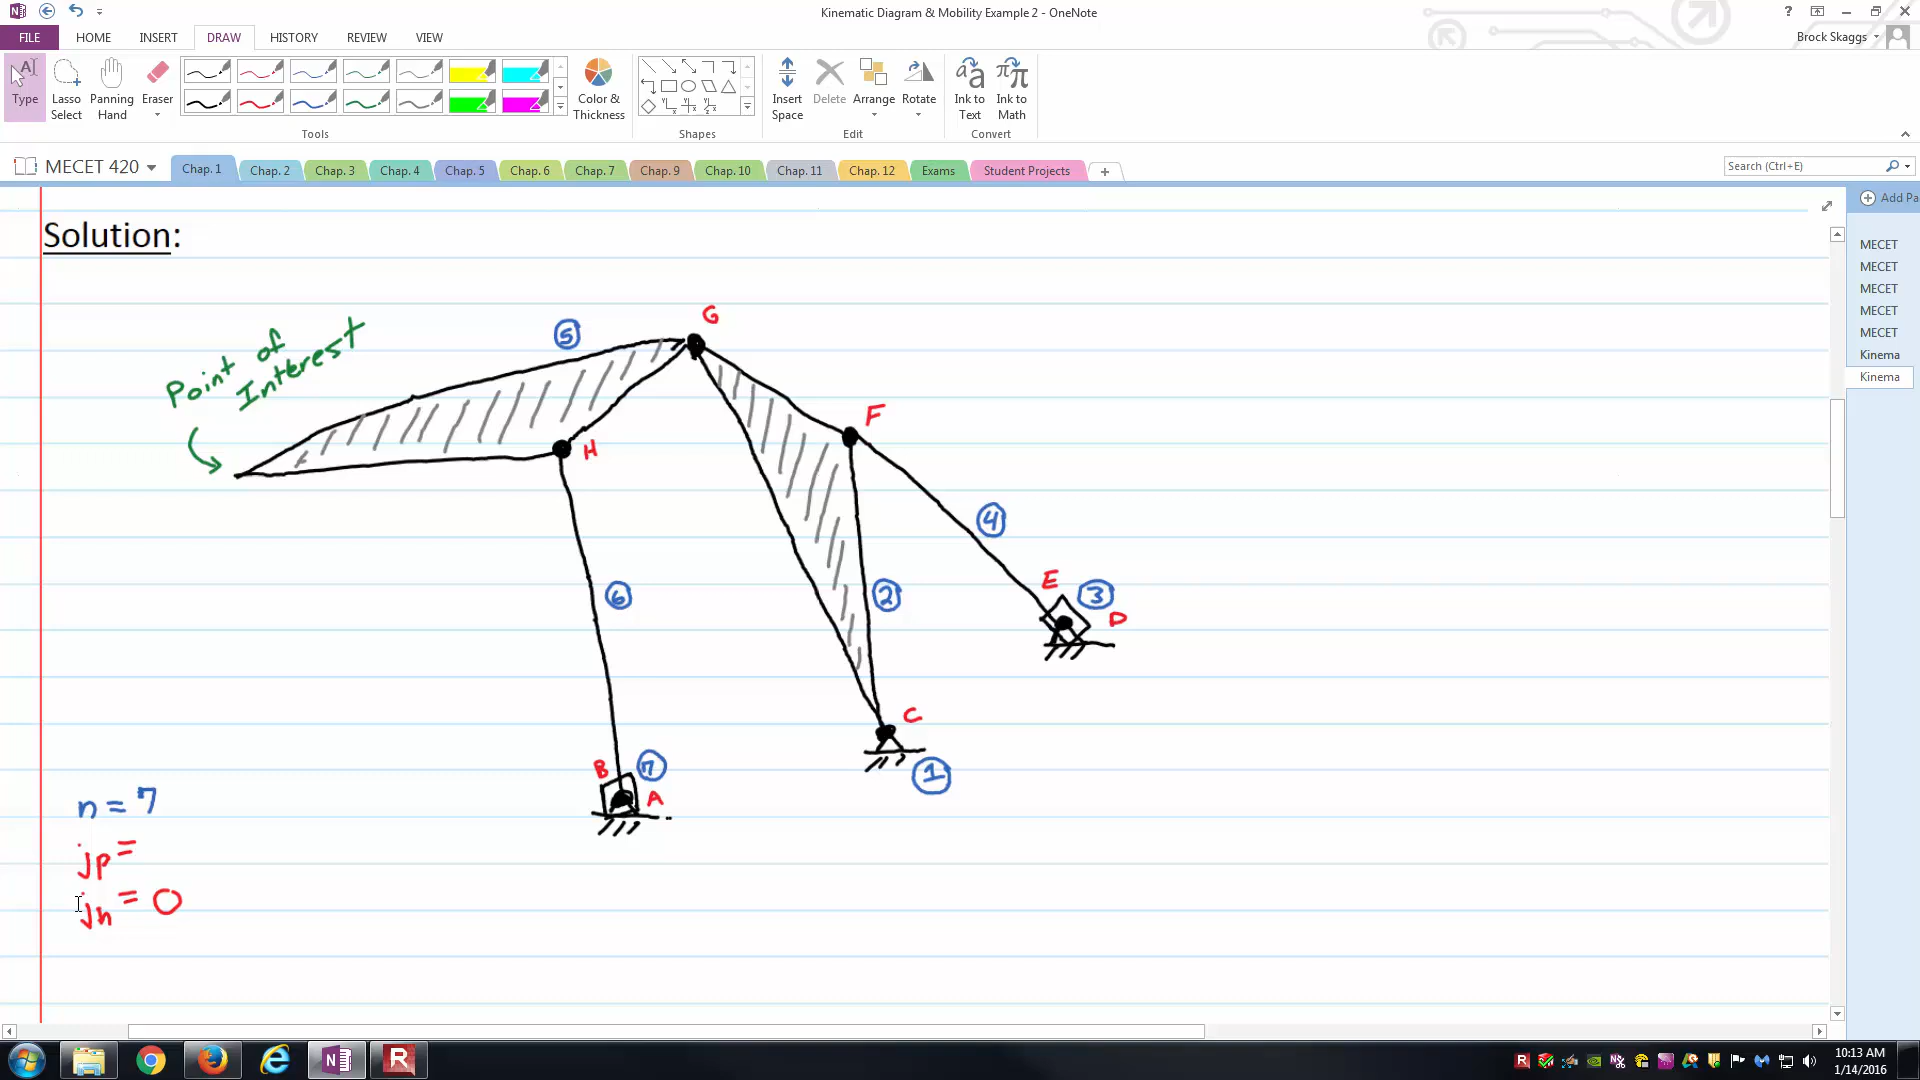 Kinematic Diagram & Mobility Example 2 - OneNote
FILE HOME INSERT DRAW HISTORY REVIEW VIEW
Brock Skaggs
Type
Lasso Select
Panning Hand
Eraser
Color & Thickness
Insert Space
Delete
Arrange
Rotate
Ink to Text
Ink to Math
Tools Shapes Edit Convert
MECET 420
Chap. 1 Chap. 2 Chap. 3 Chap. 4 Chap. 5 Chap. 6 Chap. 7 Chap. 9 Chap. 10 Chap. 11 Chap. 12 Exams Student Projects
Search (Ctrl+E)
Add Pa
MECET
MECET
MECET
MECET
MECET
Kinema
Kinema
Solution:
Point of
Interest
5
G
F
H
4
6
2
E
3
D
C
1
B
7
A
n = 7
jp =
jh = 0
10:13 AM
1/14/2016